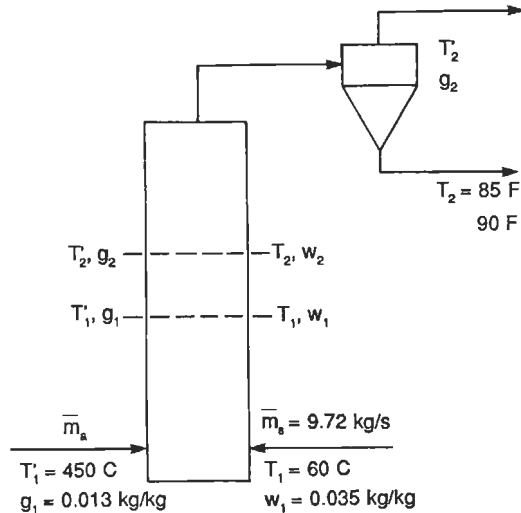 T'₂
g₂
T₂ = 85 F
90 F
T'₂, g₂
T₂, w₂
T'₁, g₁
T₁, w₁
m̅ₐ
m̅ₛ = 9.72 kg/s
T'₁ = 450 C
T₁ = 60 C
g₁ = 0.013 kg/kg
w₁ = 0.035 kg/kg